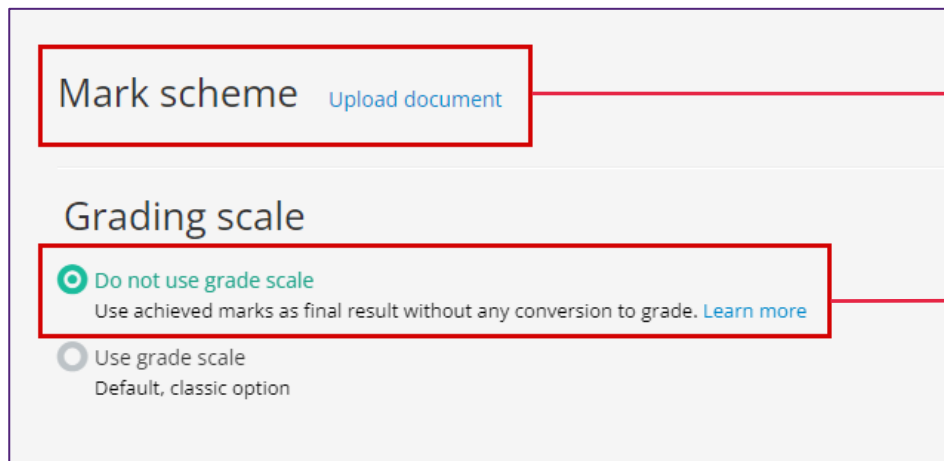 Mark scheme Upload document
Grading scale
Do not use grade scale
Use achieved marks as final result without any conversion to grade. Learn more
Use grade scale
Default, classic option